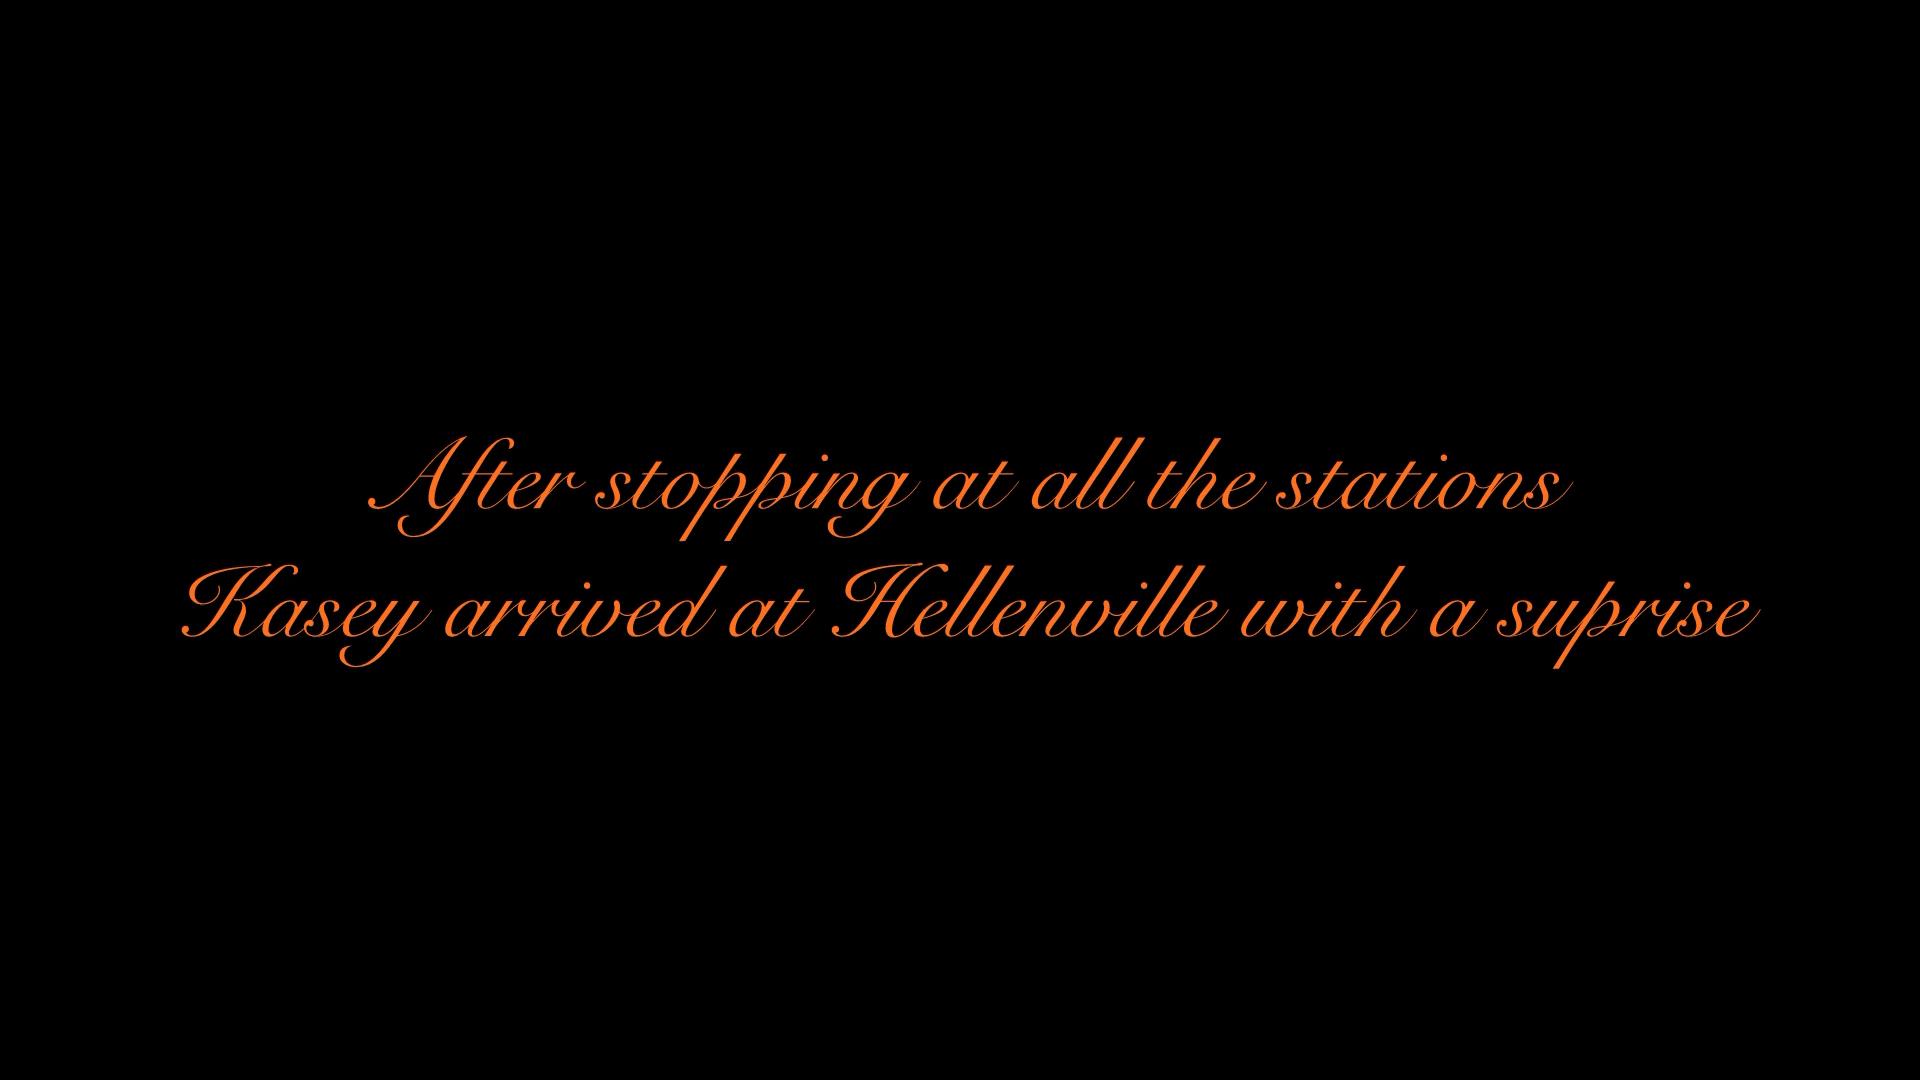 After stopping at all the stations
Kasey arrived at Hellenville with a suprise